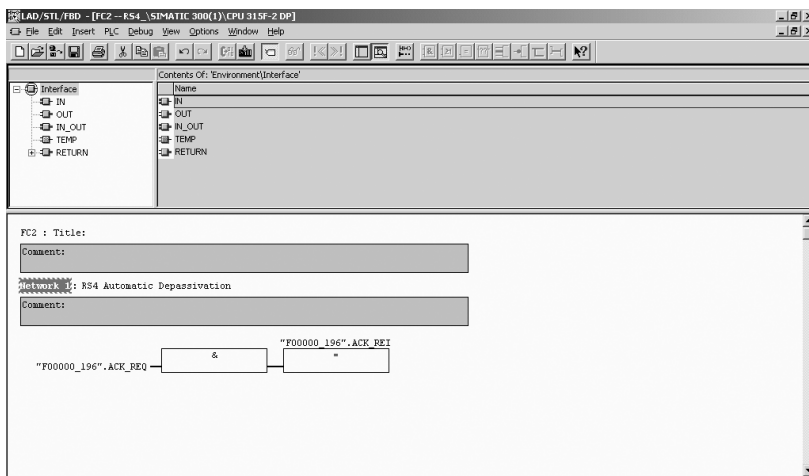 LAD/STL/FBD - [FC2 -- RS4_\SIMATIC 300(1)\CPU 315F-2 DP]
File Edit Insert PLC Debug View Options Window Help
Contents Of: 'Environment\Interface'
Interface
IN
OUT
IN_OUT
TEMP
RETURN
Name
IN
OUT
IN_OUT
TEMP
RETURN
FC2 : Title:
Comment:
Network 1: RS4 Automatic Depassivation
Comment:
"F00000_196".ACK_REI
& =
"F00000_196".ACK_REQ